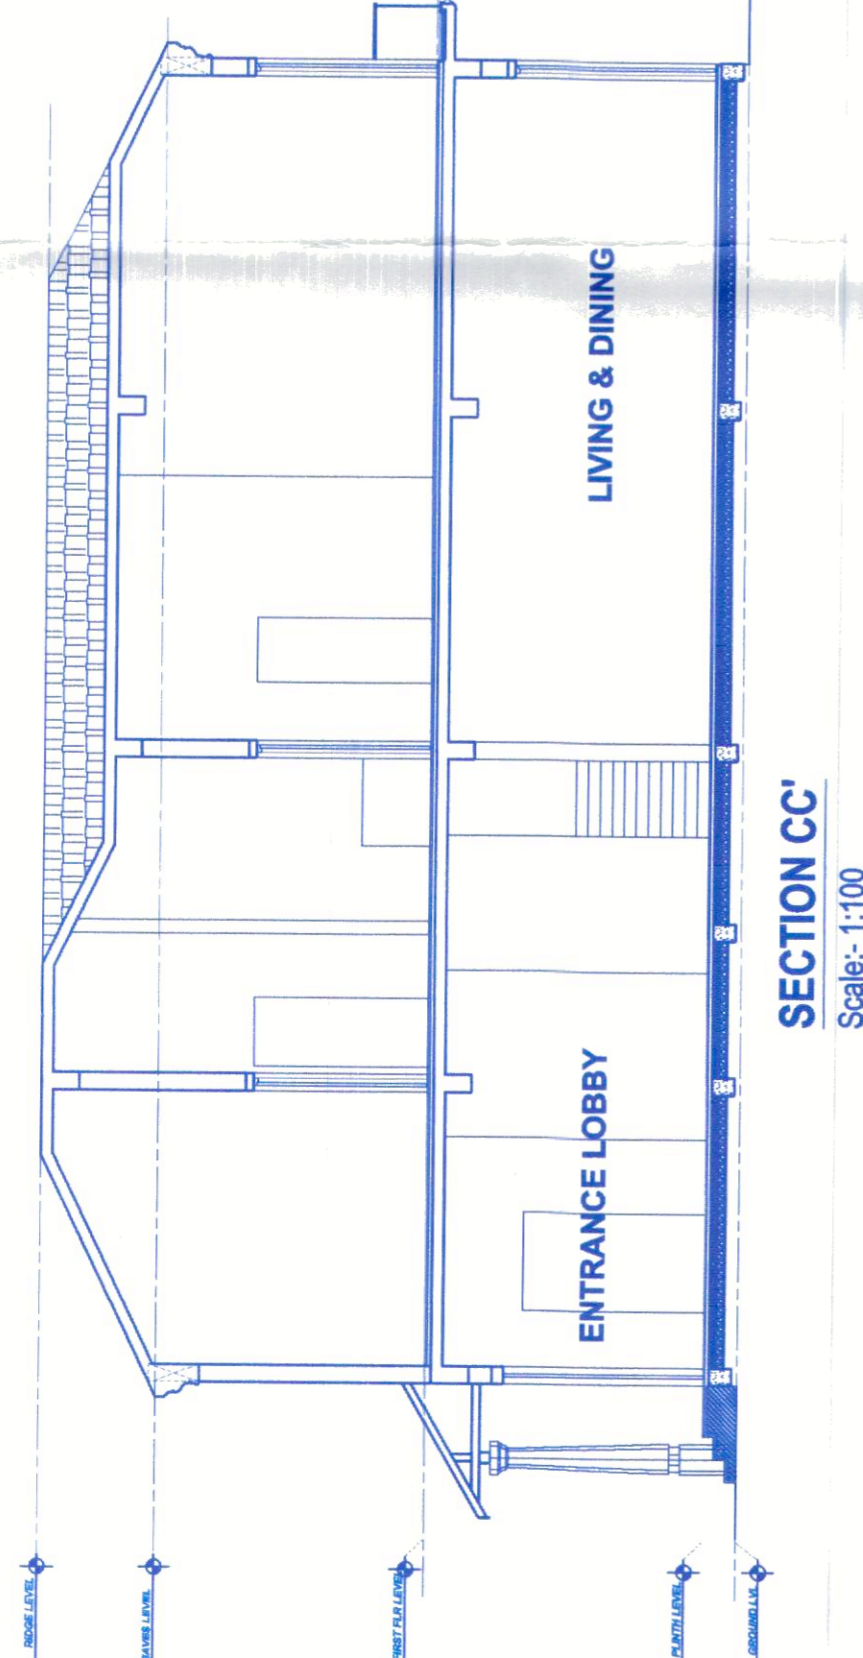 RIDGE LEVEL
EAVES LEVEL
FIRST FLR LEVEL
PLINTH LEVEL
GROUND LVL
ENTRANCE LOBBY
LIVING & DINING
SECTION CC'
Scale:- 1:100